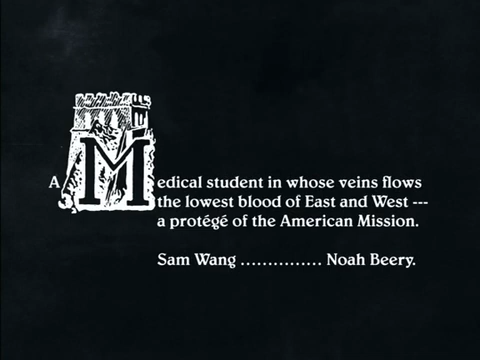 A Medical student in whose veins flows
the lowest blood of East and West ---
a protégé of the American Mission.
Sam Wang ............... Noah Beery.